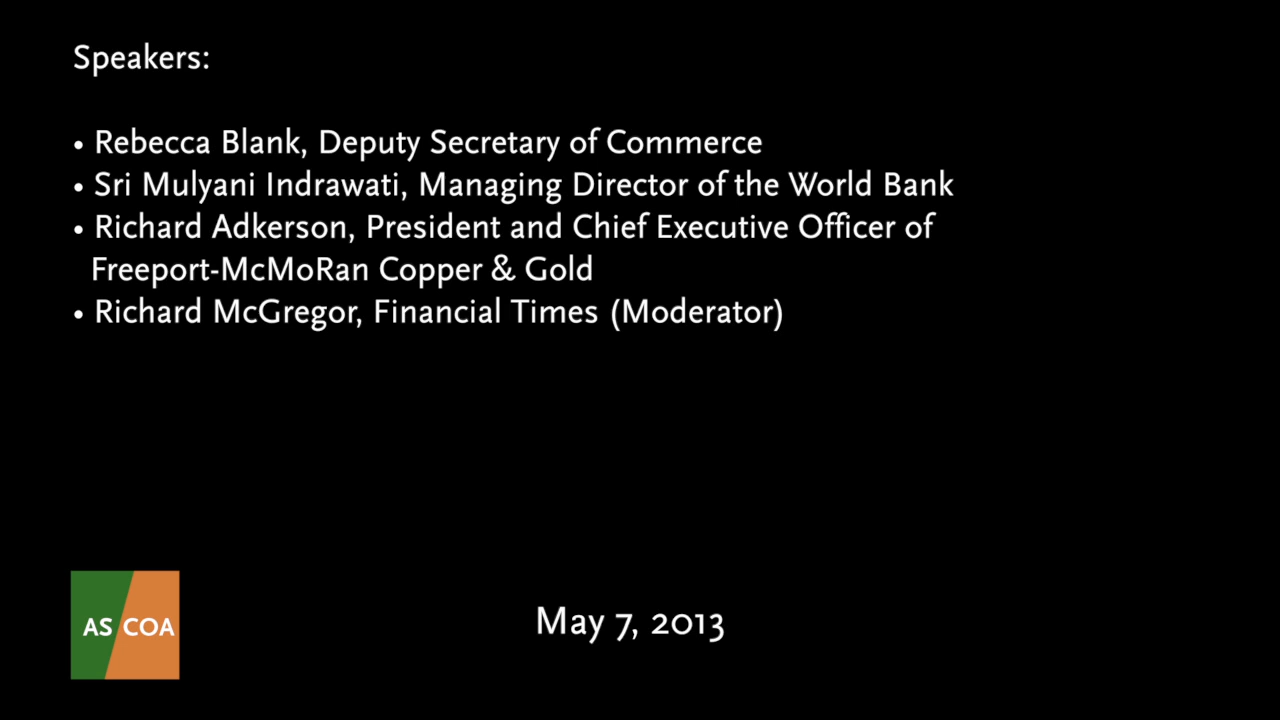 Speakers:
• Rebecca Blank, Deputy Secretary of Commerce
• Sri Mulyani Indrawati, Managing Director of the World Bank
• Richard Adkerson, President and Chief Executive Officer of
Freeport-McMoRan Copper & Gold
• Richard McGregor, Financial Times (Moderator)
AS COA
May 7, 2013